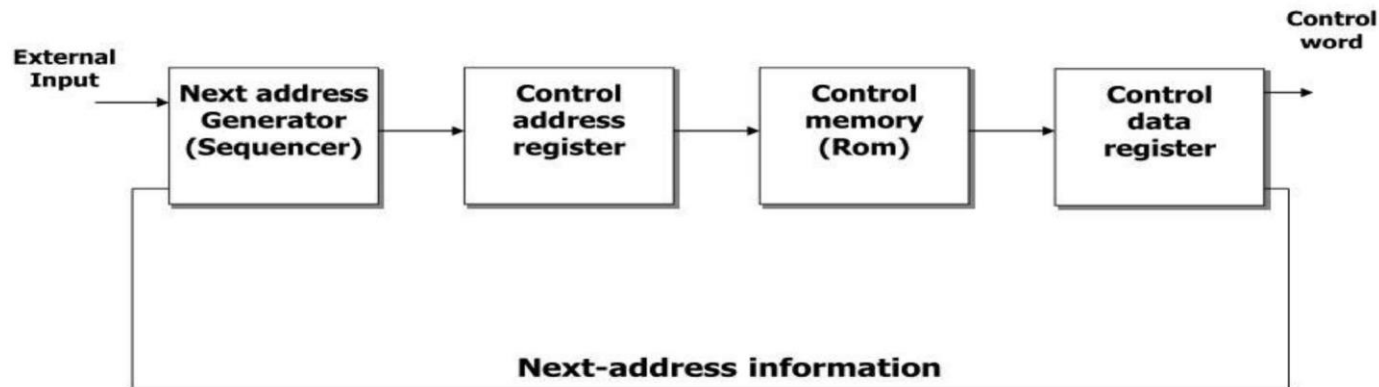 External
Input
Next address
Generator
(Sequencer)
Control
address
register
Control
memory
(Rom)
Control
data
register
Control
word
Next-address information